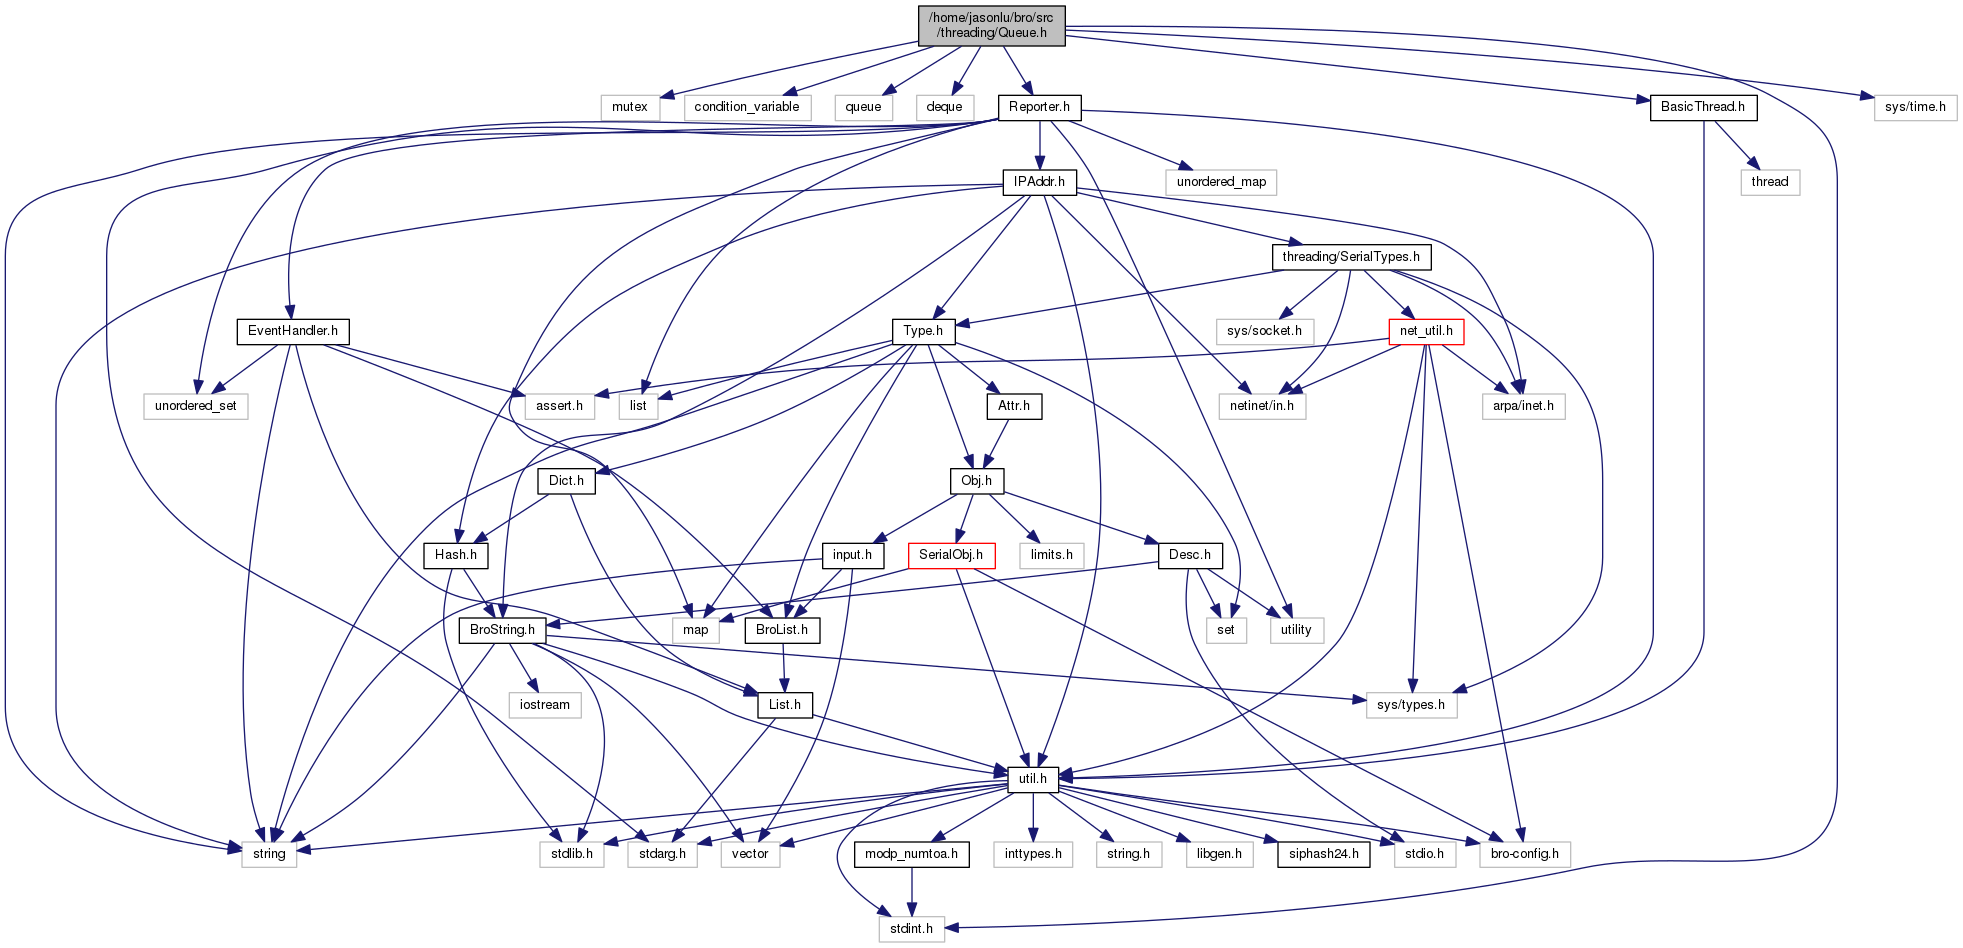 /home/jasonlu/bro/src
/threading/Queue.h
mutex
condition_variable
queue
deque
Reporter.h
BasicThread.h
sys/time.h
IPAddr.h
unordered_map
thread
threading/SerialTypes.h
EventHandler.h
Type.h
sys/socket.h
net_util.h
unordered_set
assert.h
list
Attr.h
netinet/in.h
arpa/inet.h
Dict.h
Obj.h
Hash.h
input.h
SerialObj.h
limits.h
Desc.h
BroString.h
map
BroList.h
set
utility
iostream
List.h
sys/types.h
util.h
string
stdlib.h
stdarg.h
vector
modp_numtoa.h
inttypes.h
string.h
libgen.h
siphash24.h
stdio.h
bro-config.h
stdint.h